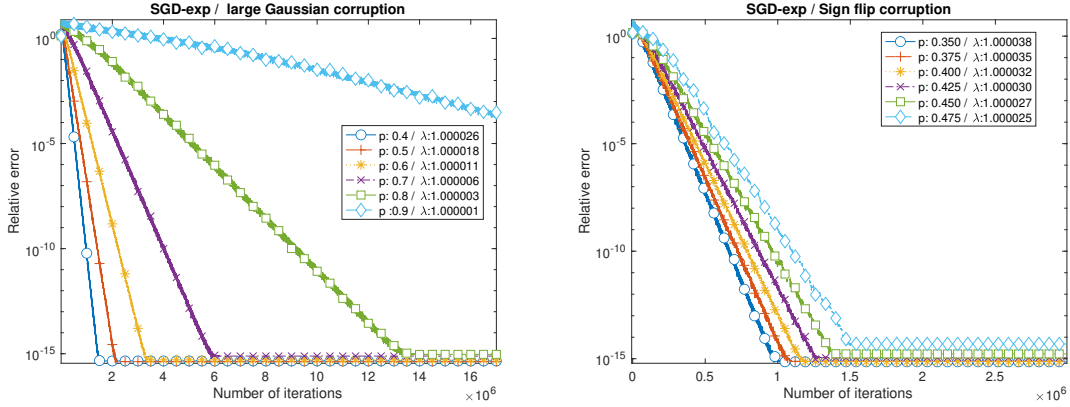 SGD-exp / large Gaussian corruption
10^0
10^-5
10^-10
10^-15
Relative error
p: 0.4 / λ:1.000026
p: 0.5 / λ:1.000018
p: 0.6 / λ:1.000011
p: 0.7 / λ:1.000006
p: 0.8 / λ:1.000003
p :0.9 / λ:1.000001
2 4 6 8 10 12 14 16
Number of iterations
×10^6
SGD-exp / Sign flip corruption
10^0
10^-5
10^-10
10^-15
Relative error
p: 0.350 / λ:1.000038
p: 0.375 / λ:1.000035
p: 0.400 / λ:1.000032
p: 0.425 / λ:1.000030
p: 0.450 / λ:1.000027
p: 0.475 / λ:1.000025
0 0.5 1 1.5 2 2.5
Number of iterations
×10^6